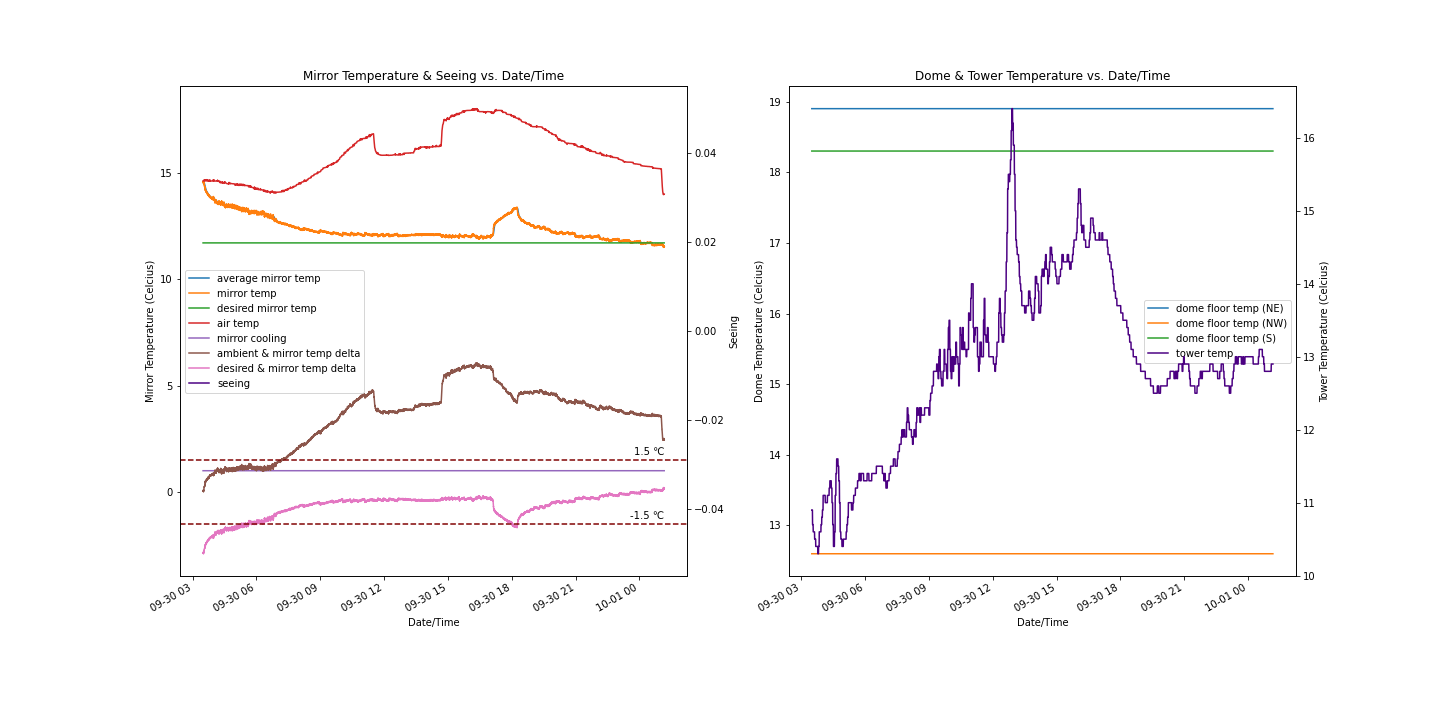 Mirror Temperature & Seeing vs. Date/Time
Mirror Temperature (Celcius)
15
10
5
0
0.04
0.02
0.00
−0.02
−0.04
Seeing
average mirror temp
mirror temp
desired mirror temp
air temp
mirror cooling
ambient & mirror temp delta
desired & mirror temp delta
seeing
1.5 °C
-1.5 °C
09-30 03
09-30 06
09-30 09
09-30 12
09-30 15
09-30 18
09-30 21
10-01 00
Date/Time
Dome & Tower Temperature vs. Date/Time
Dome Temperature (Celcius)
19
18
17
16
15
14
13
16
15
14
13
12
11
10
Tower Temperature (Celcius)
dome floor temp (NE)
dome floor temp (NW)
dome floor temp (S)
tower temp
09-30 03
09-30 06
09-30 09
09-30 12
09-30 15
09-30 18
09-30 21
10-01 00
Date/Time